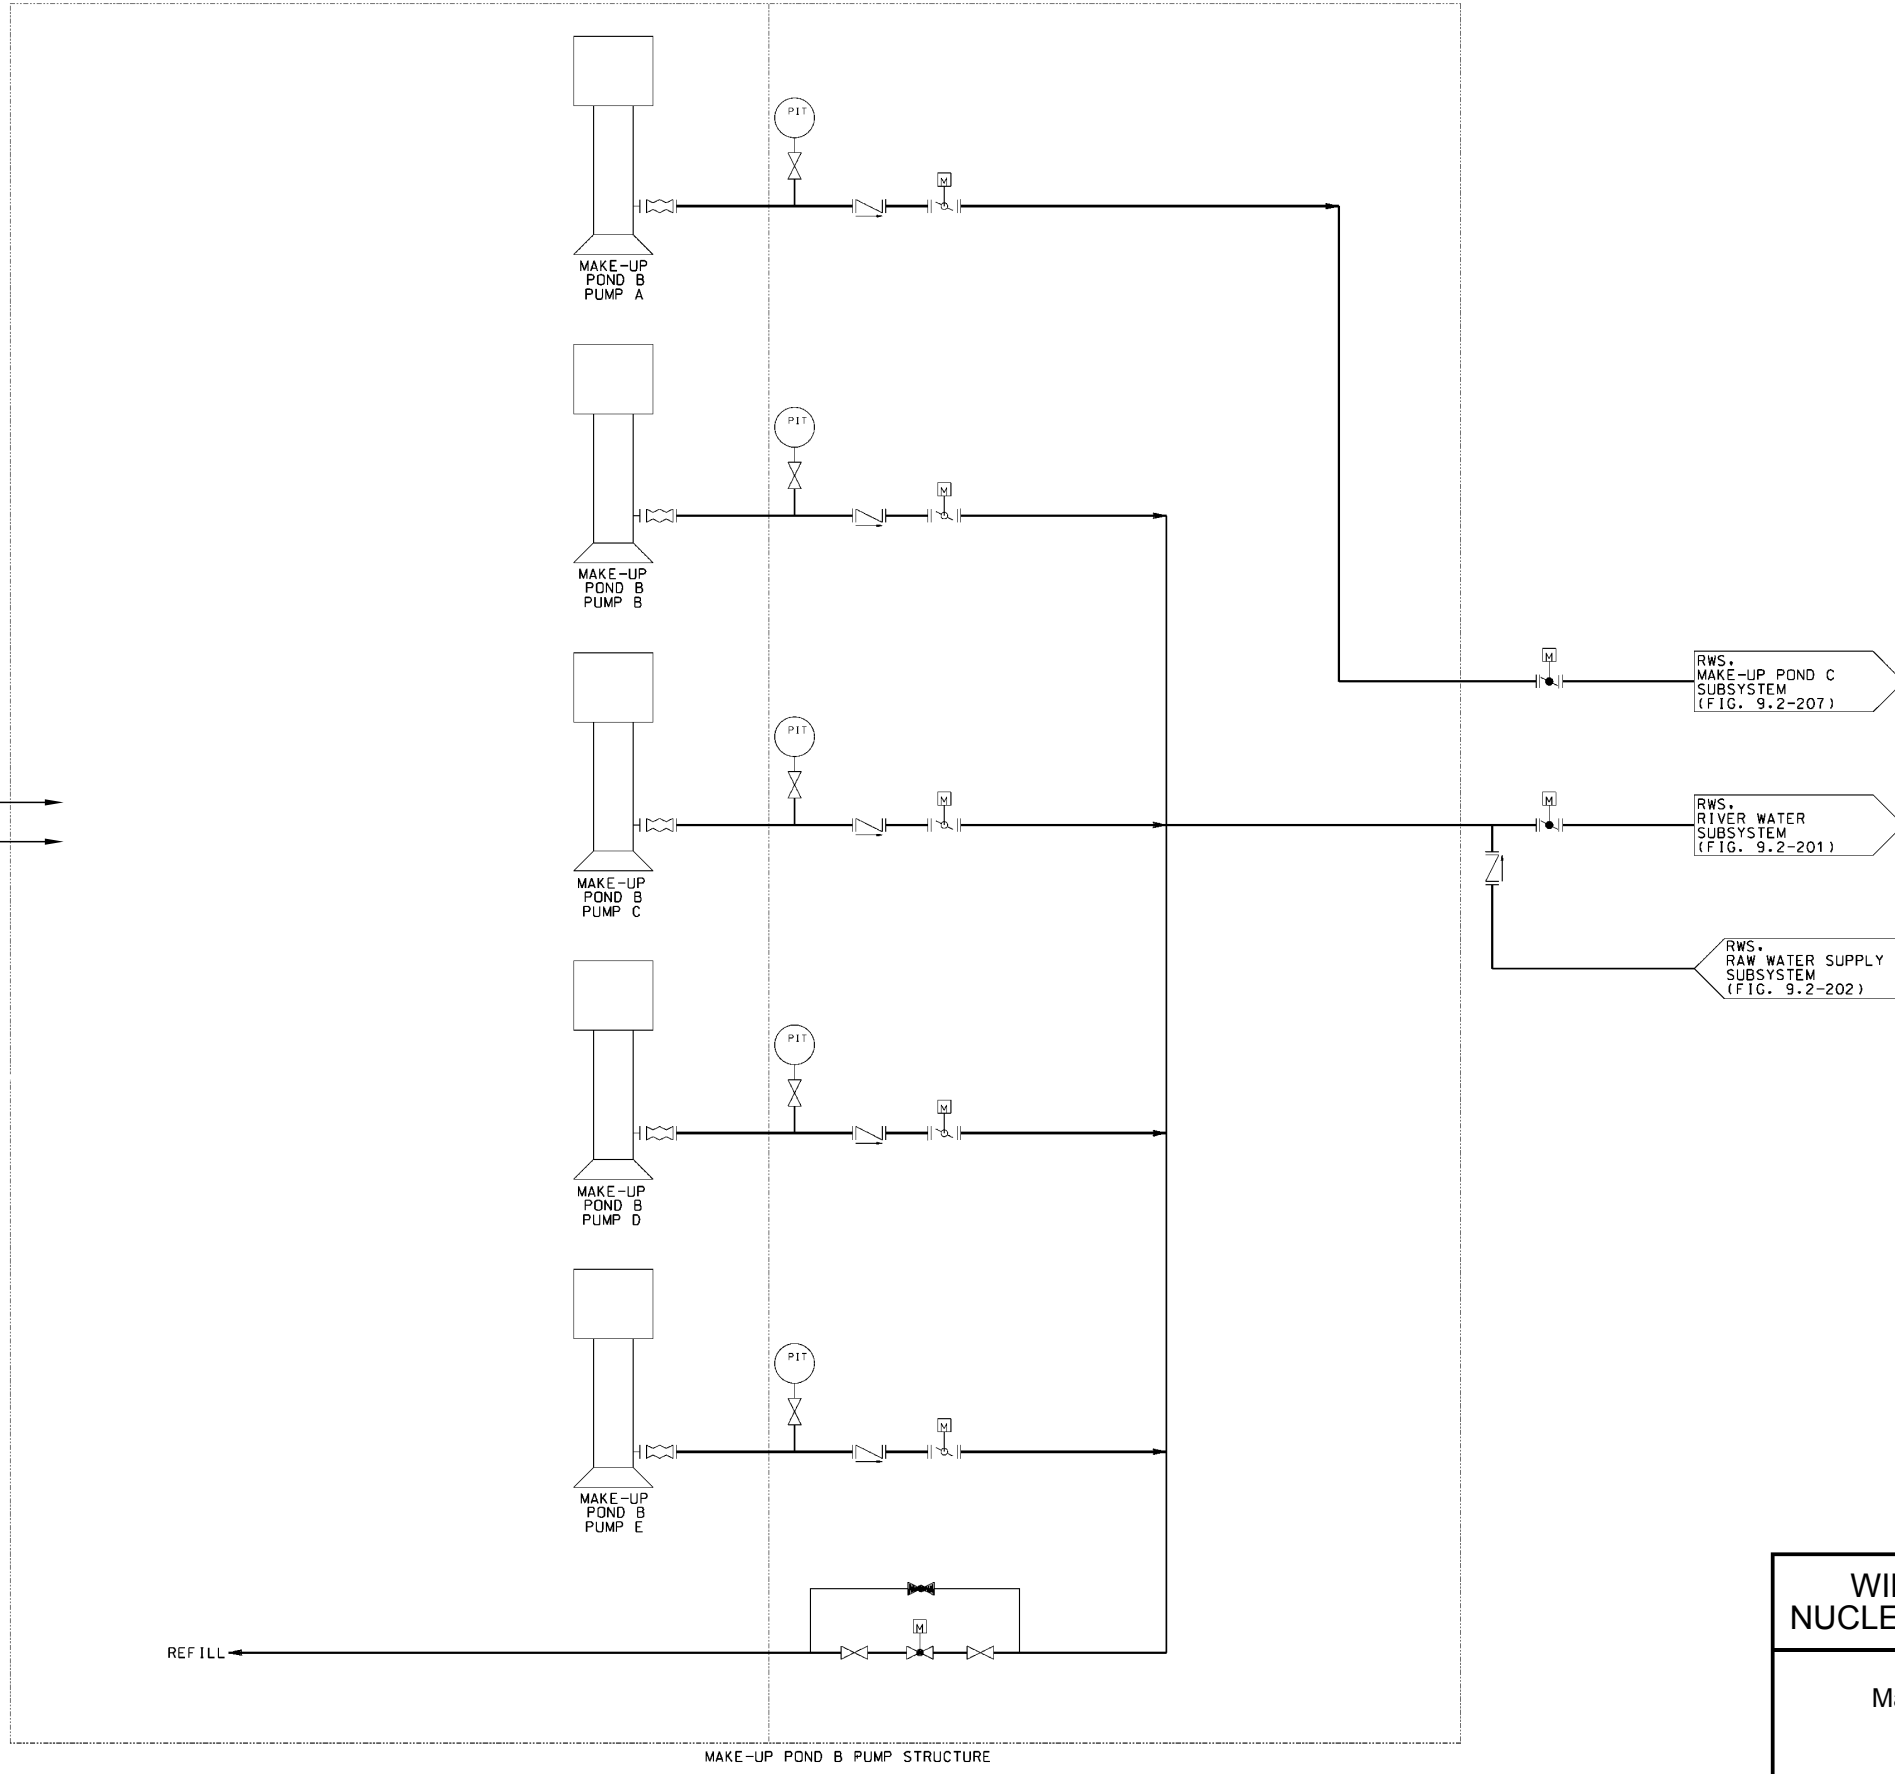 PIT
M
MAKE-UP
POND B
PUMP A
PIT
M
MAKE-UP
POND B
PUMP B
M
RWS,
MAKE-UP POND C
SUBSYSTEM
(FIG. 9.2-207)
PIT
M
M
RWS,
RIVER WATER
SUBSYSTEM
(FIG. 9.2-201)
MAKE-UP
POND B
PUMP C
RWS,
RAW WATER SUPPLY
SUBSYSTEM
(FIG. 9.2-202)
PIT
M
MAKE-UP
POND B
PUMP D
PIT
M
MAKE-UP
POND B
PUMP E
M
REFILL
MAKE-UP POND B PUMP STRUCTURE
WI
NUCLE
Ma